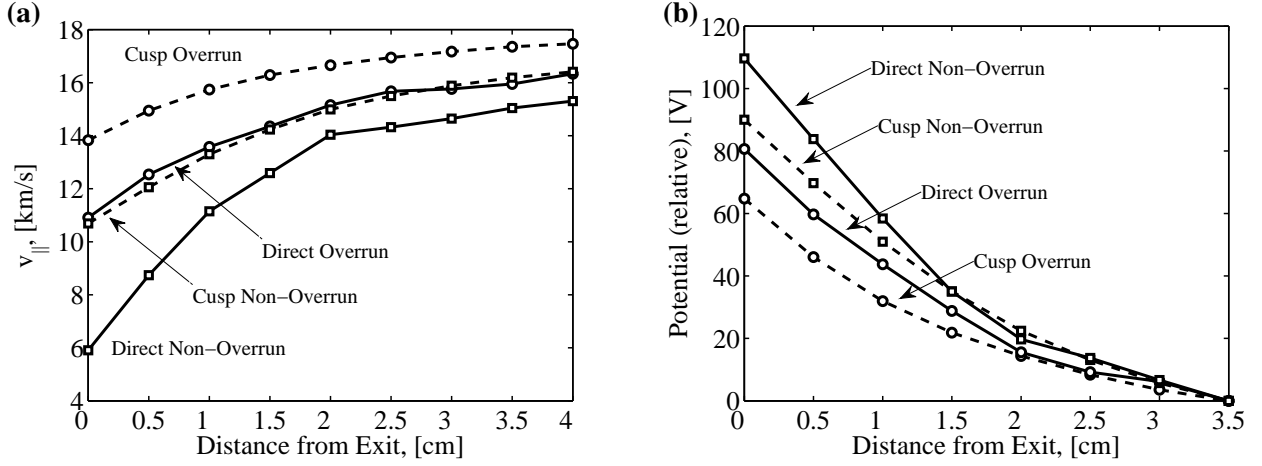 (a)
18
16
14
12
10
8
6
4
v||, [km/s]
Cusp Overrun
Direct Overrun
Cusp Non−Overrun
Direct Non−Overrun
0 0.5 1 1.5 2 2.5 3 3.5 4
Distance from Exit, [cm]
(b)
120
100
80
60
40
20
0
Potential (relative), [V]
Direct Non−Overrun
Cusp Non−Overrun
Direct Overrun
Cusp Overrun
0 0.5 1 1.5 2 2.5 3 3.5
Distance from Exit, [cm]